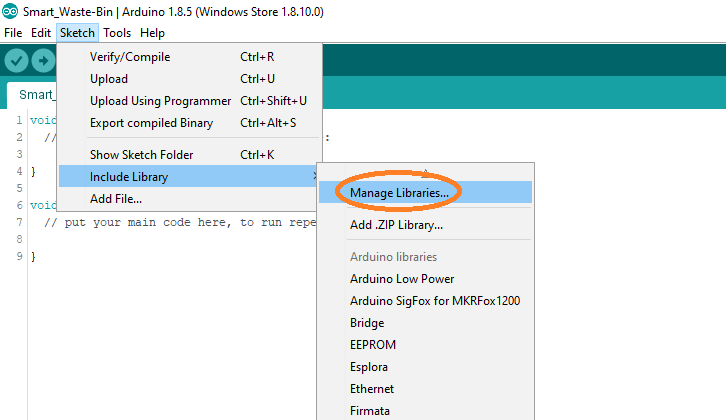 Smart_Waste-Bin | Arduino 1.8.5 (Windows Store 1.8.10.0)
File Edit Sketch Tools Help
Verify/Compile Ctrl+R
Upload Ctrl+U
Upload Using Programmer Ctrl+Shift+U
Export compiled Binary Ctrl+Alt+S
Show Sketch Folder Ctrl+K
Include Library
Add File...
Manage Libraries...
Add .ZIP Library...
Arduino libraries
Arduino Low Power
Arduino SigFox for MKRFox1200
Bridge
EEPROM
Esplora
Ethernet
Firmata
Smart_
1 void
2 // :
3
4 }
5
6 void
7 // put your main code here, to run repe
8
9 }